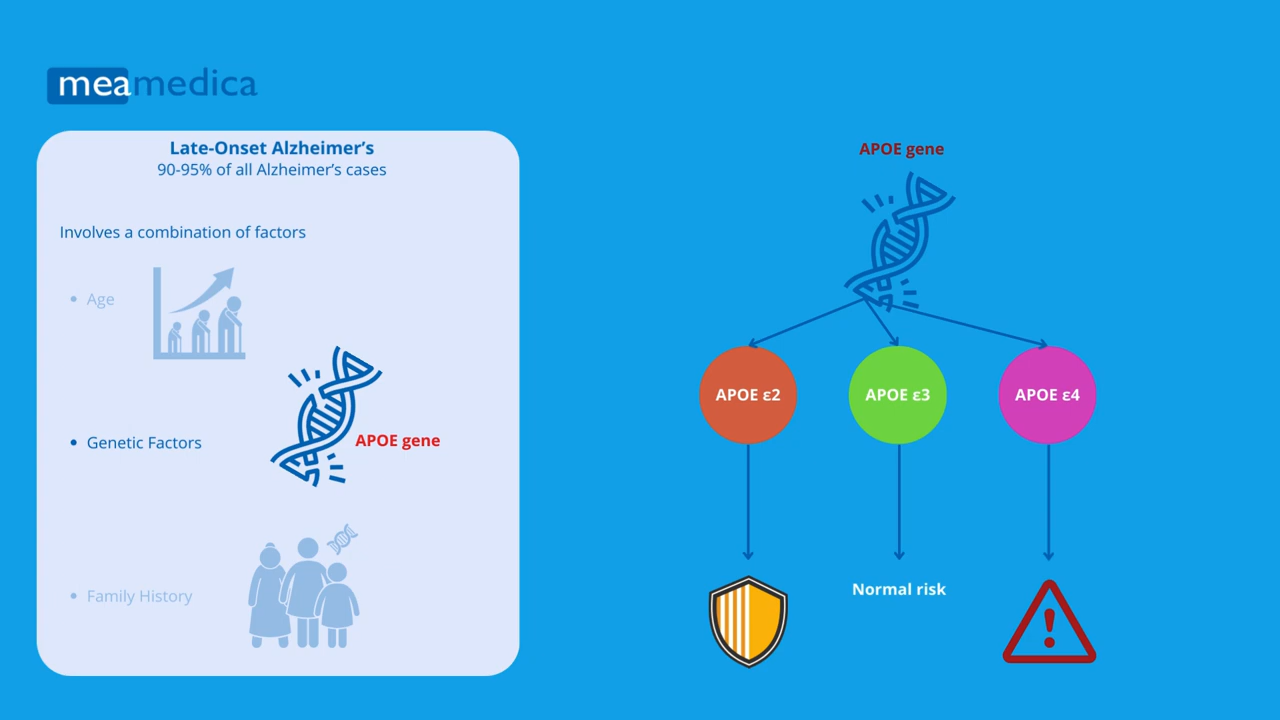 meamedica
Late-Onset Alzheimer's
90-95% of all Alzheimer's cases
Involves a combination of factors
• Age
• Genetic Factors
APOE gene
• Family History
APOE gene
APOE ε2
APOE ε3
APOE ε4
Normal risk
!